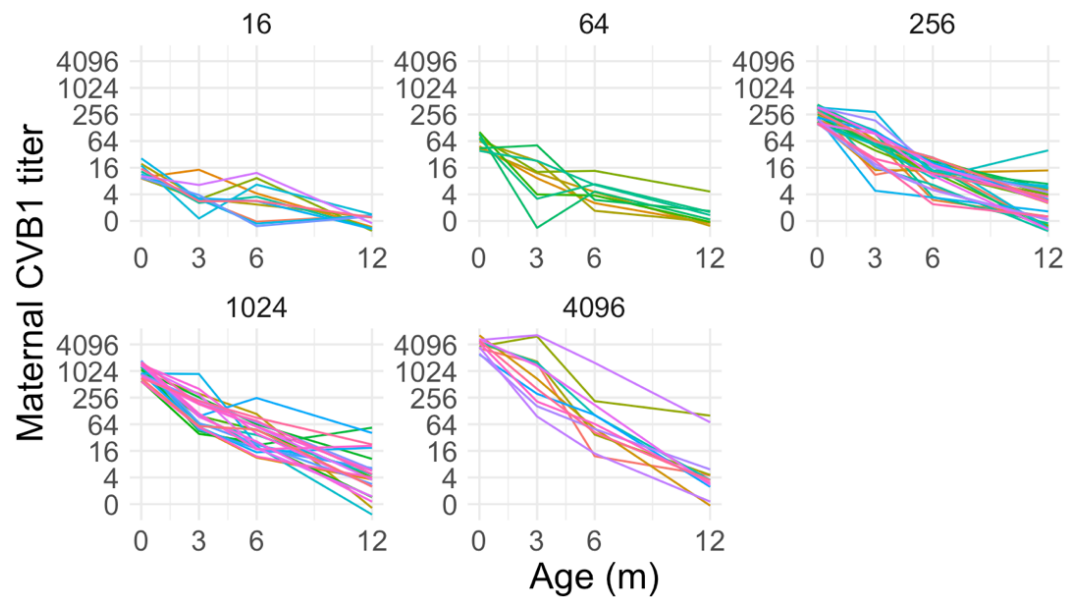 16 64 256
4096 4096 4096
1024 1024 1024
256 256 256
64 64 64
16 16 16
4 4 4
0 0 0
0 3 6 12 0 3 6 12 0 3 6 12
1024 4096
4096 4096
1024 1024
256 256
64 64
16 16
4 4
0 0
0 3 6 12 0 3 6 12
Maternal CVB1 titer
Age (m)